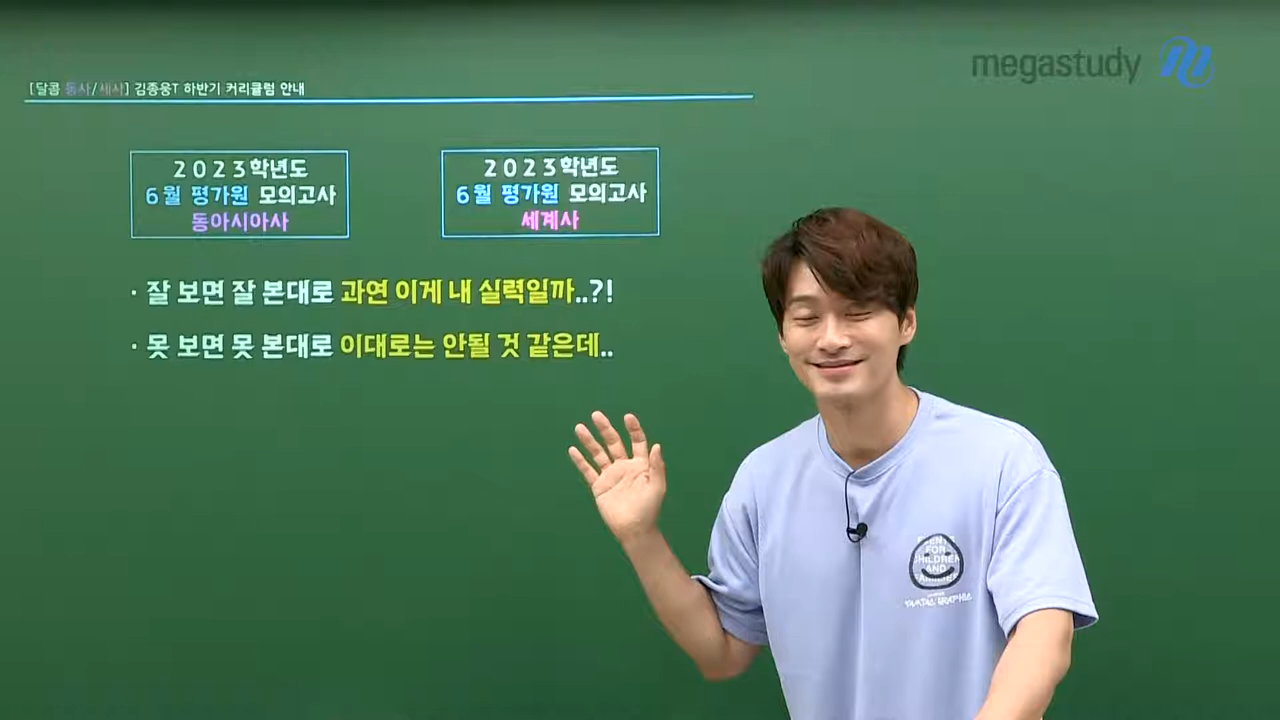 megastudy
[달콤 동사/세사] 김종웅T 하반기 커리큘럼 안내
2023학년도
6월 평가원 모의고사
동아시아사
2023학년도
6월 평가원 모의고사
세계사
· 잘 보면 잘 본대로 과연 이게 내 실력일까..?!
· 못 보면 못 본대로 이대로는 안될 것 같은데..
FOR
CHILDREN
AND